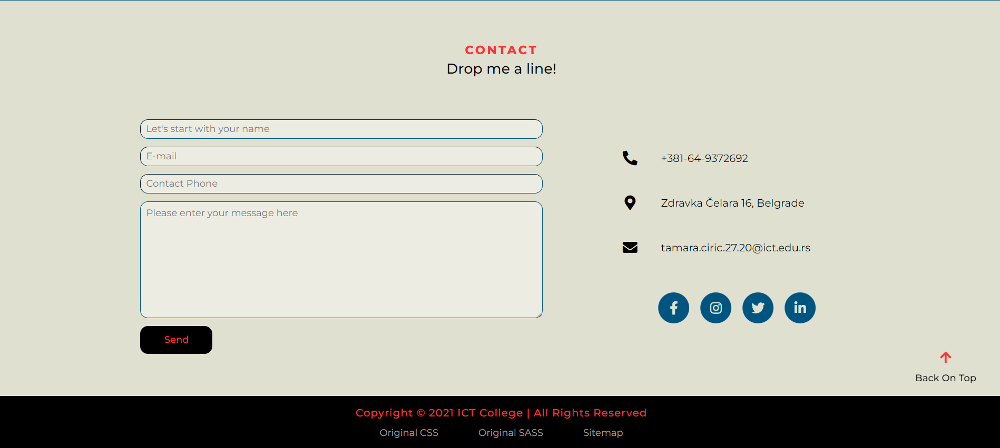 CONTACT
Drop me a line!
Let's start with your name
E-mail
Contact Phone
Please enter your message here
Send
+381-64-9372692
Zdravka Čelara 16, Belgrade
tamara.ciric.27.20@ict.edu.rs
Back On Top
Copyright © 2021 ICT College | All Rights Reserved
Original CSS
Original SASS
Sitemap